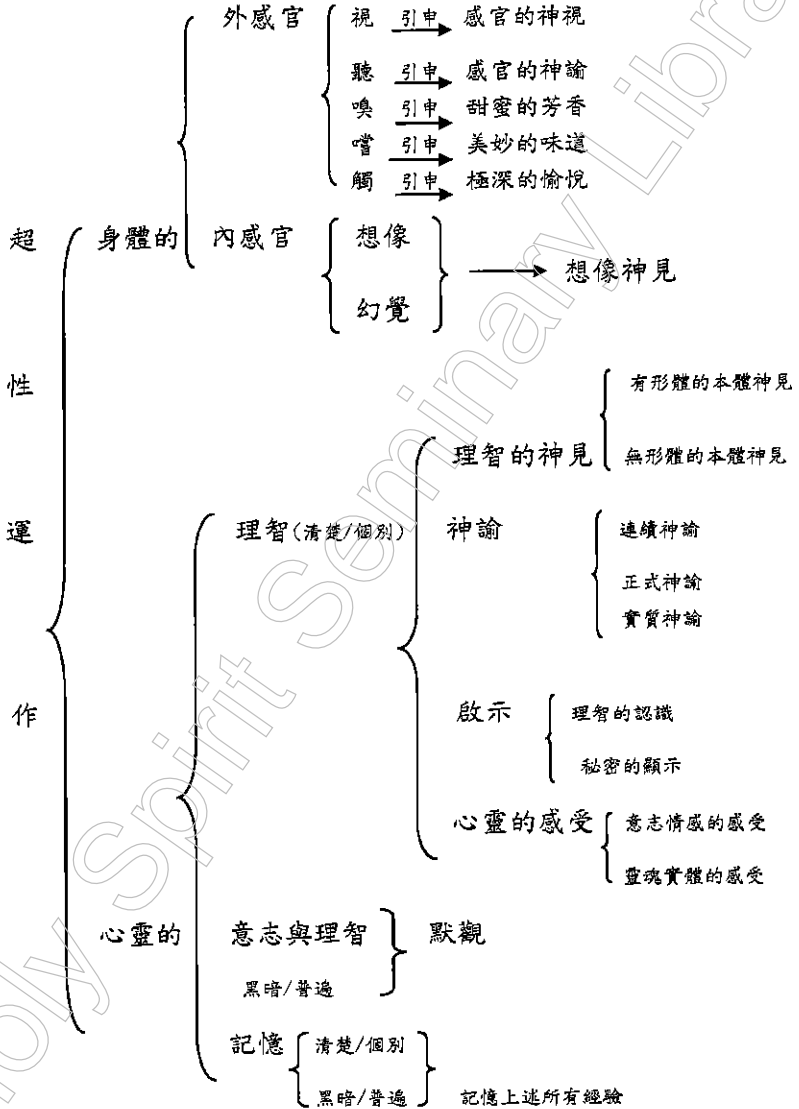 外感官
視 引申 感官的神視
聽 引申 感官的神諭
嗅 引申 甜蜜的芳香
嚐 引申 美妙的味道
觸 引申 極深的愉悅
超 身體的 內感官 想像
幻覺
想像神見
性
有形體的本體神見
理智的神見 無形體的本體神見
運 理智(清楚/個別) 神諭 連續神諭
正式神諭
實質神諭
作 啟示 理智的認識
秘密的顯示
心靈的感受 意志情感的感受
靈魂實體的感受
心靈的 意志與理智 默觀
黑暗/普遍
記憶 清楚/個別
黑暗/普遍 記憶上述所有經驗
Holy Spirit Seminary Libra